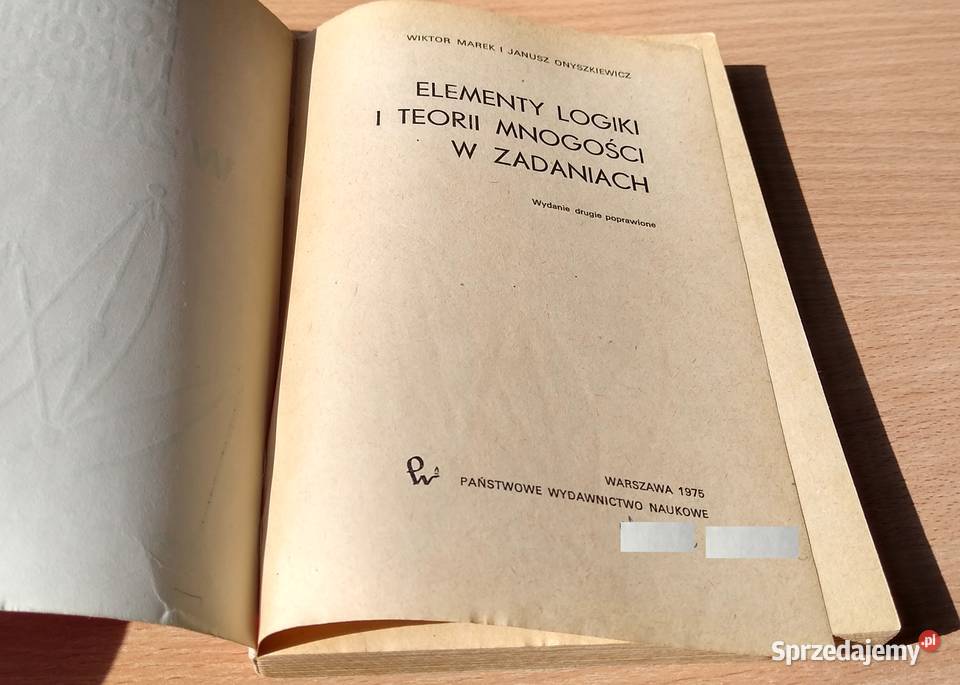 WIKTOR MAREK I JANUSZ ONYSZKIEWICZ
ELEMENTY LOGIKI
I TEORII MNOGOŚCI
W ZADANIACH
Wydanie drugie poprawione
WARSZAWA 1975
PAŃSTWOWE WYDAWNICTWO NAUKOWE
Sprzedajemy.pl